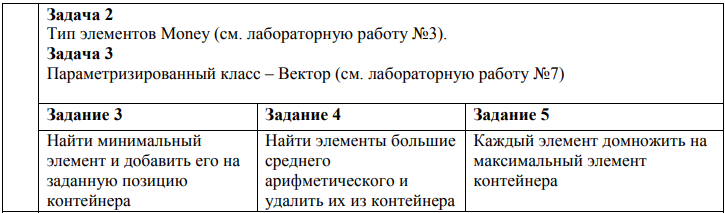 Задача 2
Тип элементов Money (см. лабораторную работу №3).
Задача 3
Параметризированный класс – Вектор (см. лабораторную работу №7)
Задание 3
Найти минимальный
элемент и добавить его на
заданную позицию
контейнера
Задание 4
Найти элементы большие
среднего
арифметического и
удалить их из контейнера
Задание 5
Каждый элемент домножить на
максимальный элемент
контейнера